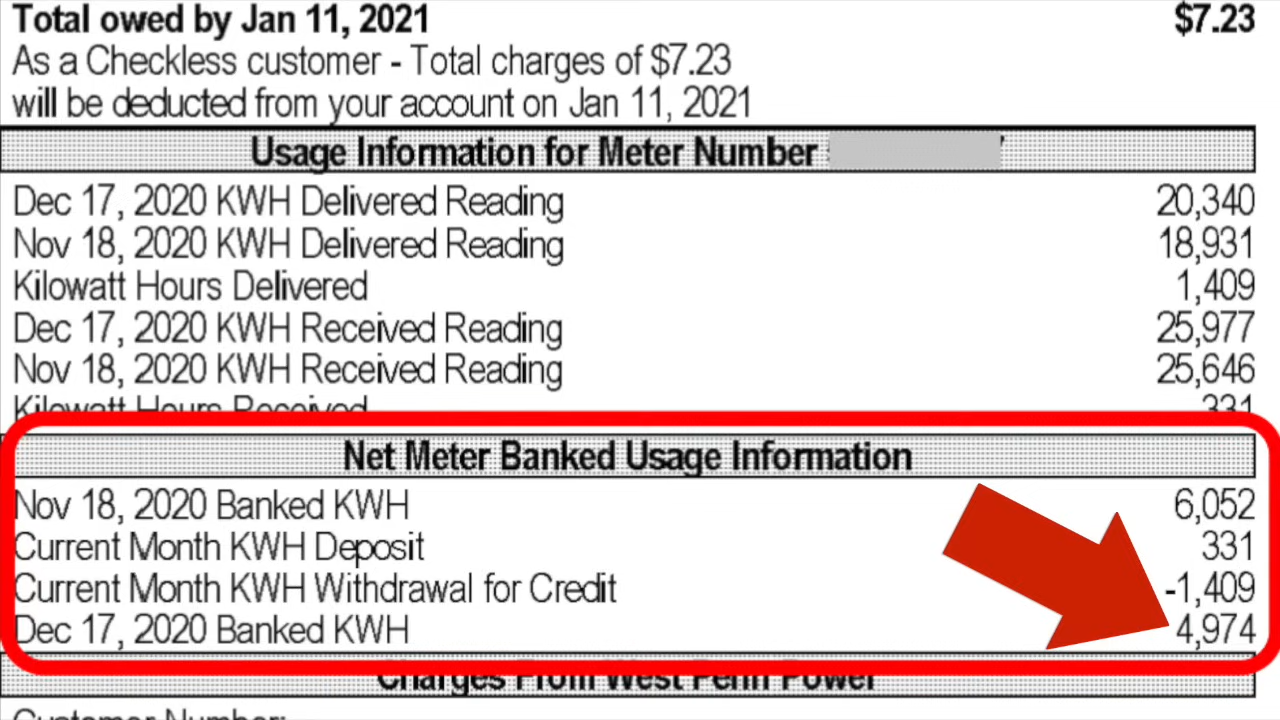 Total owed by Jan 11, 2021 $7.23
As a Checkless customer - Total charges of $7.23
will be deducted from your account on Jan 11, 2021
Usage Information for Meter Number
Dec 17, 2020 KWH Delivered Reading 20,340
Nov 18, 2020 KWH Delivered Reading 18,931
Kilowatt Hours Delivered 1,409
Dec 17, 2020 KWH Received Reading 25,977
Nov 18, 2020 KWH Received Reading 25,646
Kilowatt Hours Received 331
Net Meter Banked Usage Information
Nov 18, 2020 Banked KWH 6,052
Current Month KWH Deposit 331
Current Month KWH Withdrawal for Credit -1,409
Dec 17, 2020 Banked KWH 4,974
Charges From West Penn Power
Customer Number: